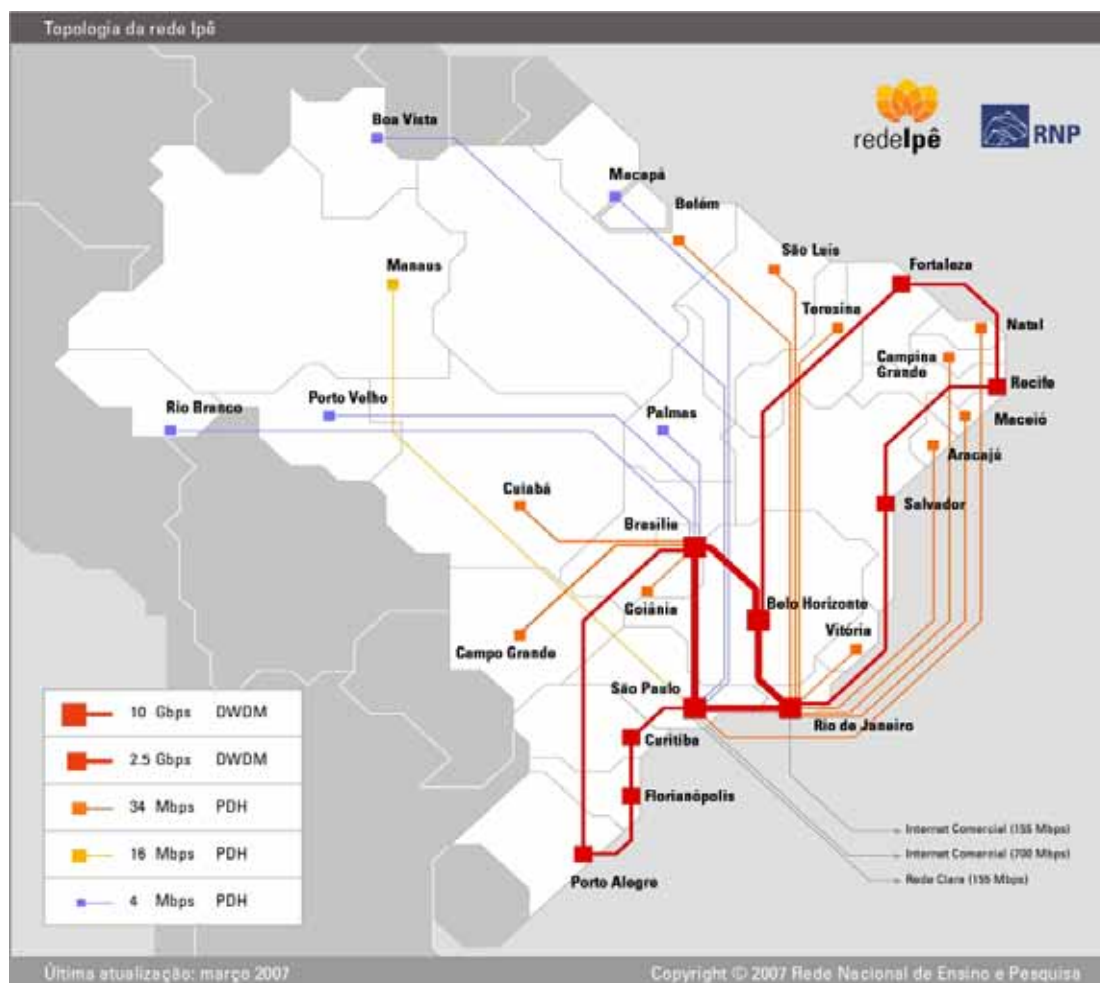 Topologia da rede Ipê
redeIpê
RNP
Boa Vista
Macapá
Belém
São Luís
Fortaleza
Manaus
Teresina
Natal
Campina
Grande
Recife
Porto Velho
Rio Branco
Palmas
Maceió
Aracajú
Cuiabá
Salvador
Brasília
Goiânia
Belo Horizonte
Vitória
Campo Grande
São Paulo
Rio de Janeiro
Curitiba
Florianópolis
Porto Alegre
10 Gbps DWDM
2.5 Gbps DWDM
34 Mbps PDH
16 Mbps PDH
4 Mbps PDH
Internet Comercial (155 Mbps)
Internet Comercial (700 Mbps)
Rede Clara (155 Mbps)
Última atualização: março 2007
Copyright © 2007 Rede Nacional de Ensino e Pesquisa